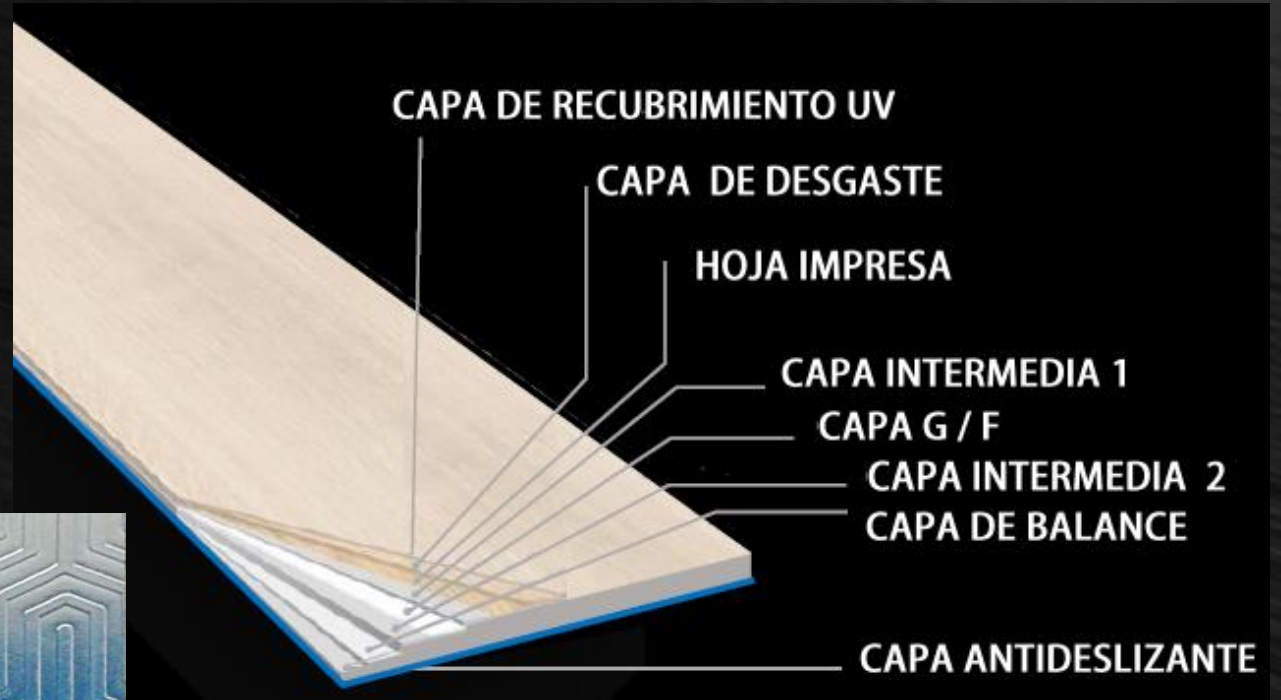 CAPA DE RECUBRIMIENTO UV
CAPA DE DESGASTE
HOJA IMPRESA
CAPA INTERMEDIA 1
CAPA G / F
CAPA INTERMEDIA 2
CAPA DE BALANCE
CAPA ANTIDESLIZANTE